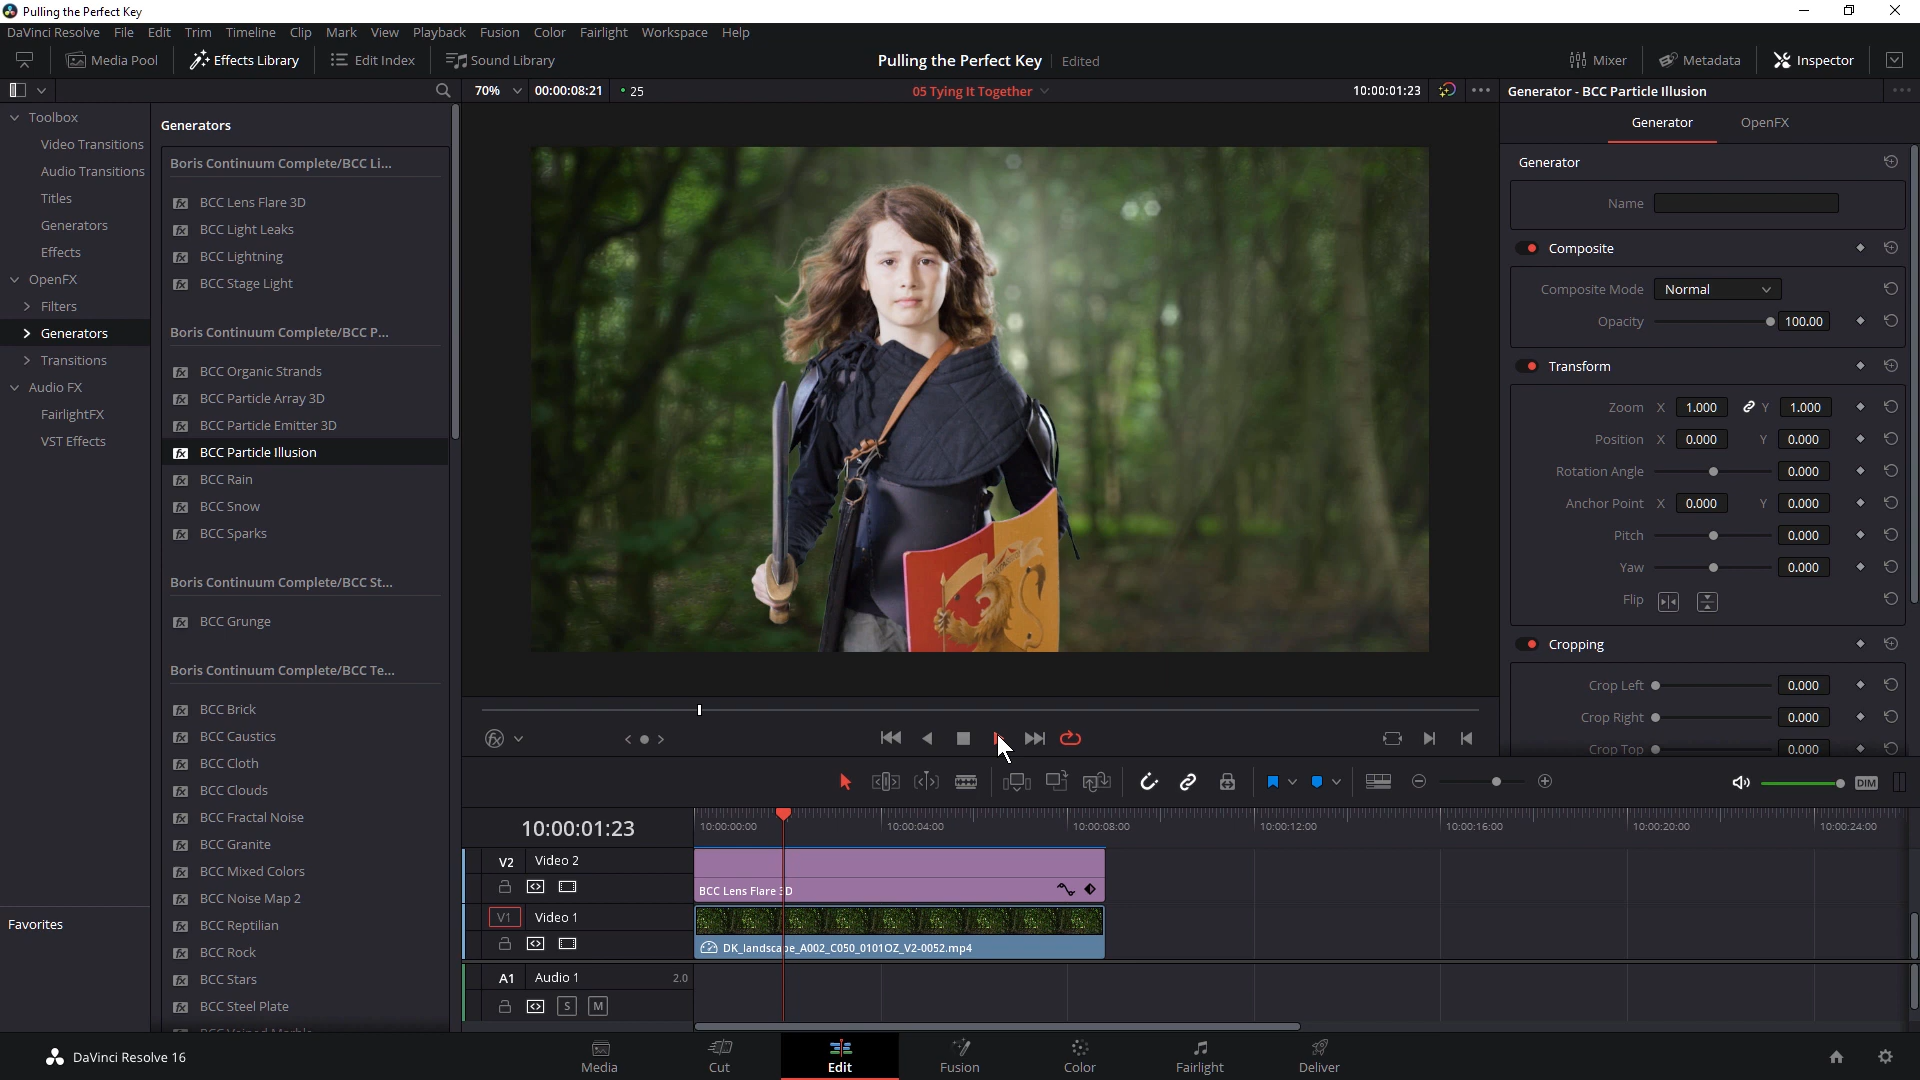 Pulling the Perfect Key
DaVinci Resolve File Edit Trim Timeline Clip Mark View Playback Fusion Color Fairlight Workspace Help
Media Pool Effects Library Edit Index Sound Library Pulling the Perfect Key Edited Mixer Metadata Inspector
70% 00:00:08:21 25 05 Tying It Together 10:00:01:23 Generator - BCC Particle Illusion
Toolbox
Video Transitions
Audio Transitions
Titles
Generators
Effects
OpenFX
Filters
Generators
Transitions
Audio FX
FairlightFX
VST Effects
Favorites
Generators
Boris Continuum Complete/BCC Li...
BCC Lens Flare 3D
BCC Light Leaks
BCC Lightning
BCC Stage Light
Boris Continuum Complete/BCC P...
BCC Organic Strands
BCC Particle Array 3D
BCC Particle Emitter 3D
BCC Particle Illusion
BCC Rain
BCC Snow
BCC Sparks
Boris Continuum Complete/BCC St...
BCC Grunge
Boris Continuum Complete/BCC Te...
BCC Brick
BCC Caustics
BCC Cloth
BCC Clouds
BCC Fractal Noise
BCC Granite
BCC Mixed Colors
BCC Noise Map 2
BCC Reptilian
BCC Rock
BCC Stars
BCC Steel Plate
Generator OpenFX
Generator
Name
Composite
Composite Mode Normal
Opacity 100.00
Transform
Zoom X 1.000 Y 1.000
Position X 0.000 Y 0.000
Rotation Angle 0.000
Anchor Point X 0.000 Y 0.000
Pitch 0.000
Yaw 0.000
Flip
Cropping
Crop Left 0.000
Crop Right 0.000
Crop Top 0.000
DIM
10:00:01:23 10:00:00:00 10:00:04:00 10:00:08:00 10:00:12:00 10:00:16:00 10:00:20:00 10:00:24:00
V2 Video 2
BCC Lens Flare 3D
V1 Video 1
DK_landscape_A002_C050_0101OZ_V2-0052.mp4
A1 Audio 1 2.0
S M
DaVinci Resolve 16 Media Cut Edit Fusion Color Fairlight Deliver